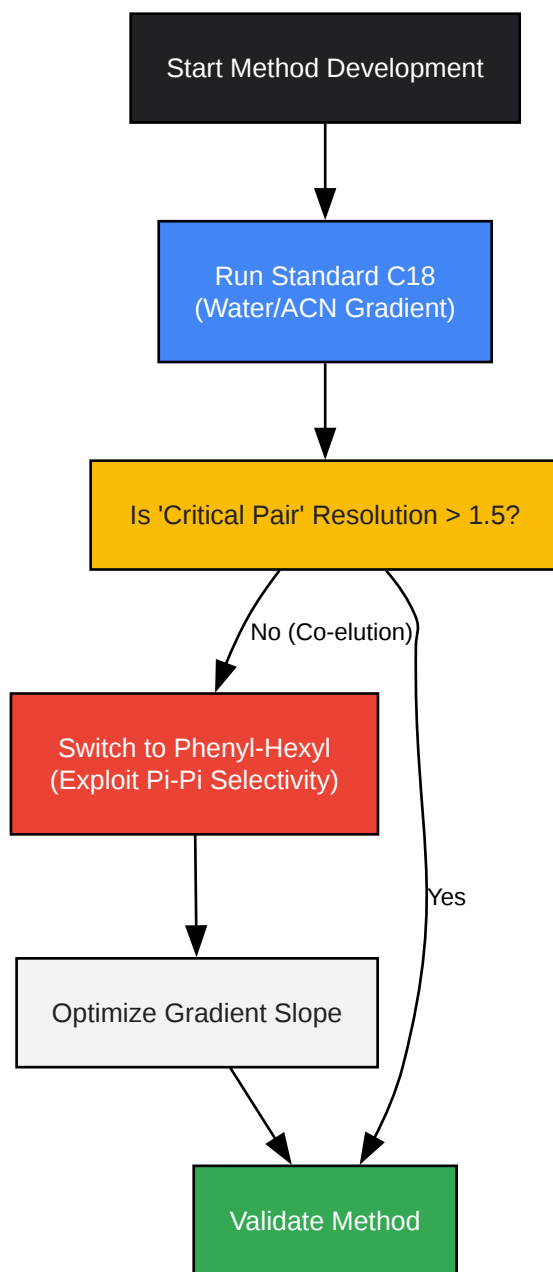 Start Method Development
Run Standard C18
(Water/ACN Gradient)
Is 'Critical Pair' Resolution > 1.5?
No (Co-elution)
Switch to Phenyl-Hexyl
(Exploit Pi-Pi Selectivity)
Yes
Optimize Gradient Slope
Validate Method